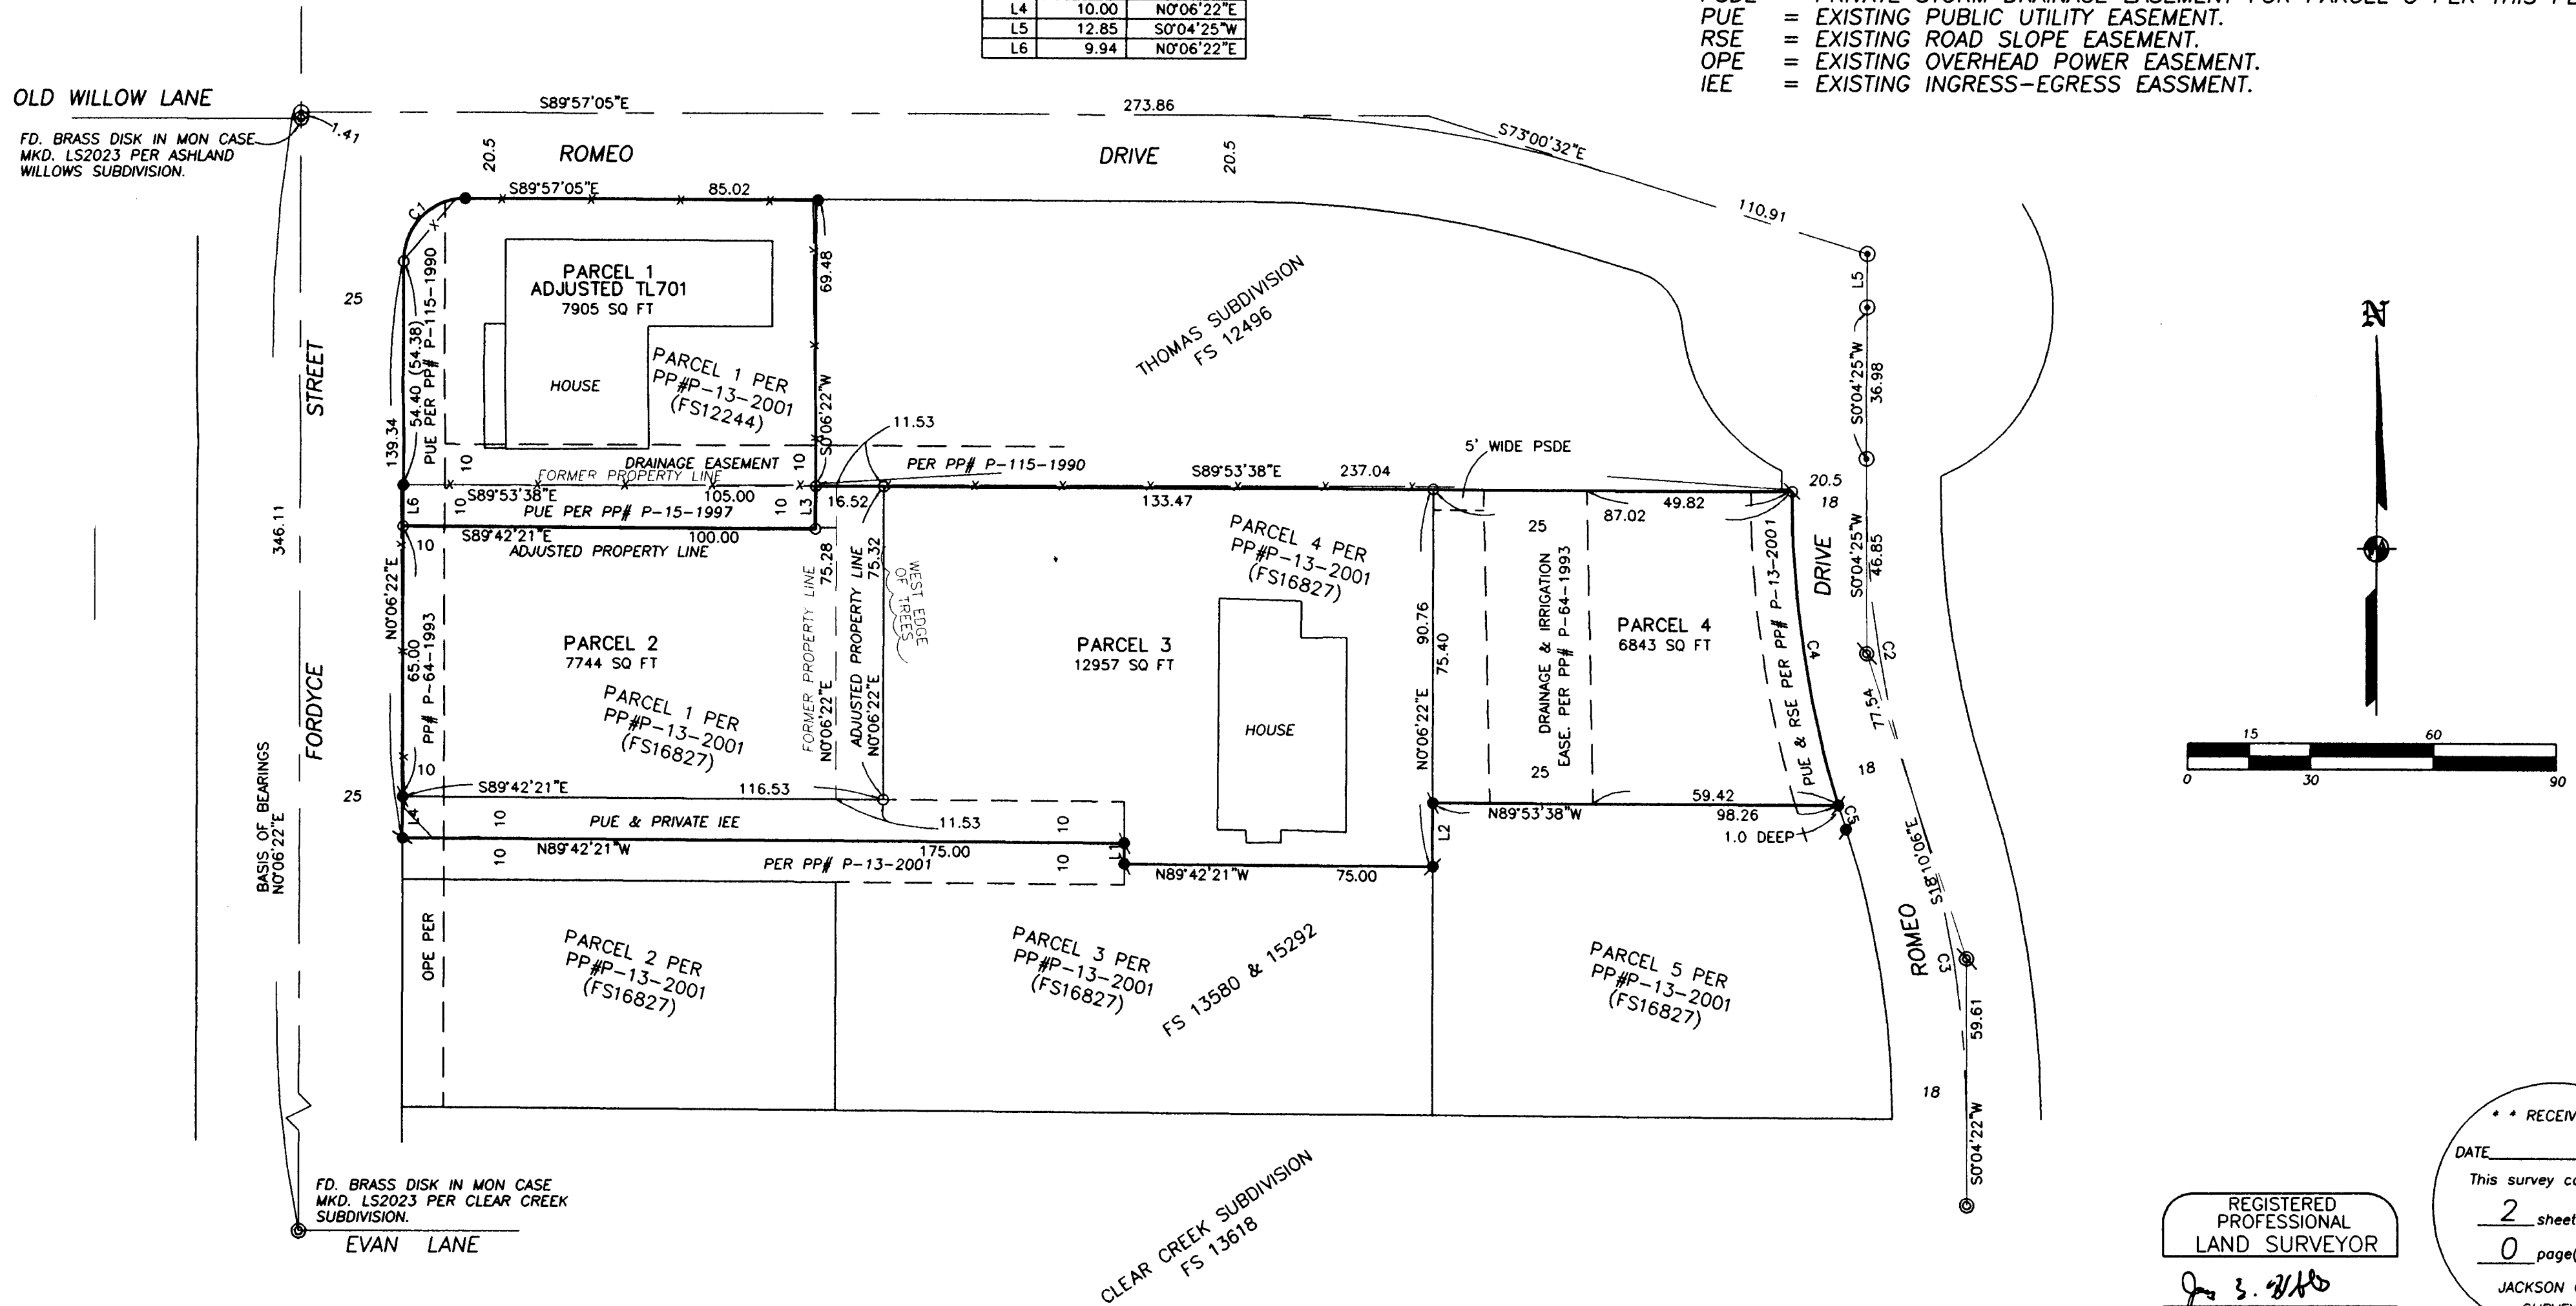 L4 10.00 N0°06'22"E
L5 12.85 S0°04'25"W
L6 9.94 N0°06'22"E
PUE = EXISTING PUBLIC UTILITY EASEMENT.
RSE = EXISTING ROAD SLOPE EASEMENT.
OPE = EXISTING OVERHEAD POWER EASEMENT.
IEE = EXISTING INGRESS-EGRESS EASSMENT.
OLD WILLOW LANE
FD. BRASS DISK IN MON CASE
MKD. LS2023 PER ASHLAND
WILLOWS SUBDIVISION.
1.41
S89°57'05"E
273.86
20.5
ROMEO
DRIVE
20.5
S73°00'32"E
110.91
S89°57'05"E
85.02
C1
25
PARCEL 1
ADJUSTED TL701
7905 SQ FT
HOUSE
PARCEL 1 PER
PP#P-13-2001
(FS12244)
69.48
S0°06'22"W
139.34
54.40 (54.38)
PUE PER PP# P-115-1990
STREET
FORDYCE
THOMAS SUBDIVISION
FS 12496
L5
S0°04'25"W
36.98
N
15
60
0
30
90
11.53
10
DRAINAGE EASEMENT
10
PER PP# P-115-1990
FORMER PROPERTY LINE
S89°53'38"E
105.00
S89°53'38"E
237.04
5' WIDE PSDE
20.5
18
L6
10
PUE PER PP# P-15-1997
10
L3
16.52
133.47
49.82
87.02
25
S89°42'21"E
100.00
ADJUSTED PROPERTY LINE
10
346.11
N0°06'22"E
65.00
PP# P-64-1993
10
25
PARCEL 2
7744 SQ FT
PARCEL 1 PER
PP#P-13-2001
(FS16827)
FORMER PROPERTY LINE
N0°06'22"E
75.28
ADJUSTED PROPERTY LINE
N0°06'22"E
75.32
WEST EDGE
OF TREES
PARCEL 3
12957 SQ FT
PARCEL 4 PER
PP#P-13-2001
(FS16827)
HOUSE
90.76
75.40
N0°06'22"E
DRAINAGE & IRRIGATION
EASE. PER PP# P-64-1993
25
PARCEL 4
6843 SQ FT
PUE & RSE PER PP# P-13-2001
C4
DRIVE
S0°04'25"W
46.85
C2
77.54
18
S18°10'06"E
S89°42'21"E
116.53
L4
10
PUE & PRIVATE IEE
11.53
10
L2
N89°53'38"W
59.42
98.26
C5
1.0 DEEP
N89°42'21"W
175.00
10
PER PP# P-13-2001
L1
10
N89°42'21"W
75.00
BASIS OF BEARINGS
N0°06'22"E
OPE PER
PARCEL 2 PER
PP#P-13-2001
(FS16827)
PARCEL 3 PER
PP#P-13-2001
(FS16827)
FS 13580 & 15292
PARCEL 5 PER
PP#P-13-2001
(FS16827)
ROMEO
C3
59.61
18
S0°04'22"W
FD. BRASS DISK IN MON CASE
MKD. LS2023 PER CLEAR CREEK
SUBDIVISION.
EVAN LANE
CLEAR CREEK SUBDIVISION
FS 13618
REGISTERED
PROFESSIONAL
LAND SURVEYOR
* * RECEIV
DATE
This survey co
2 sheet
0 page(
JACKSON